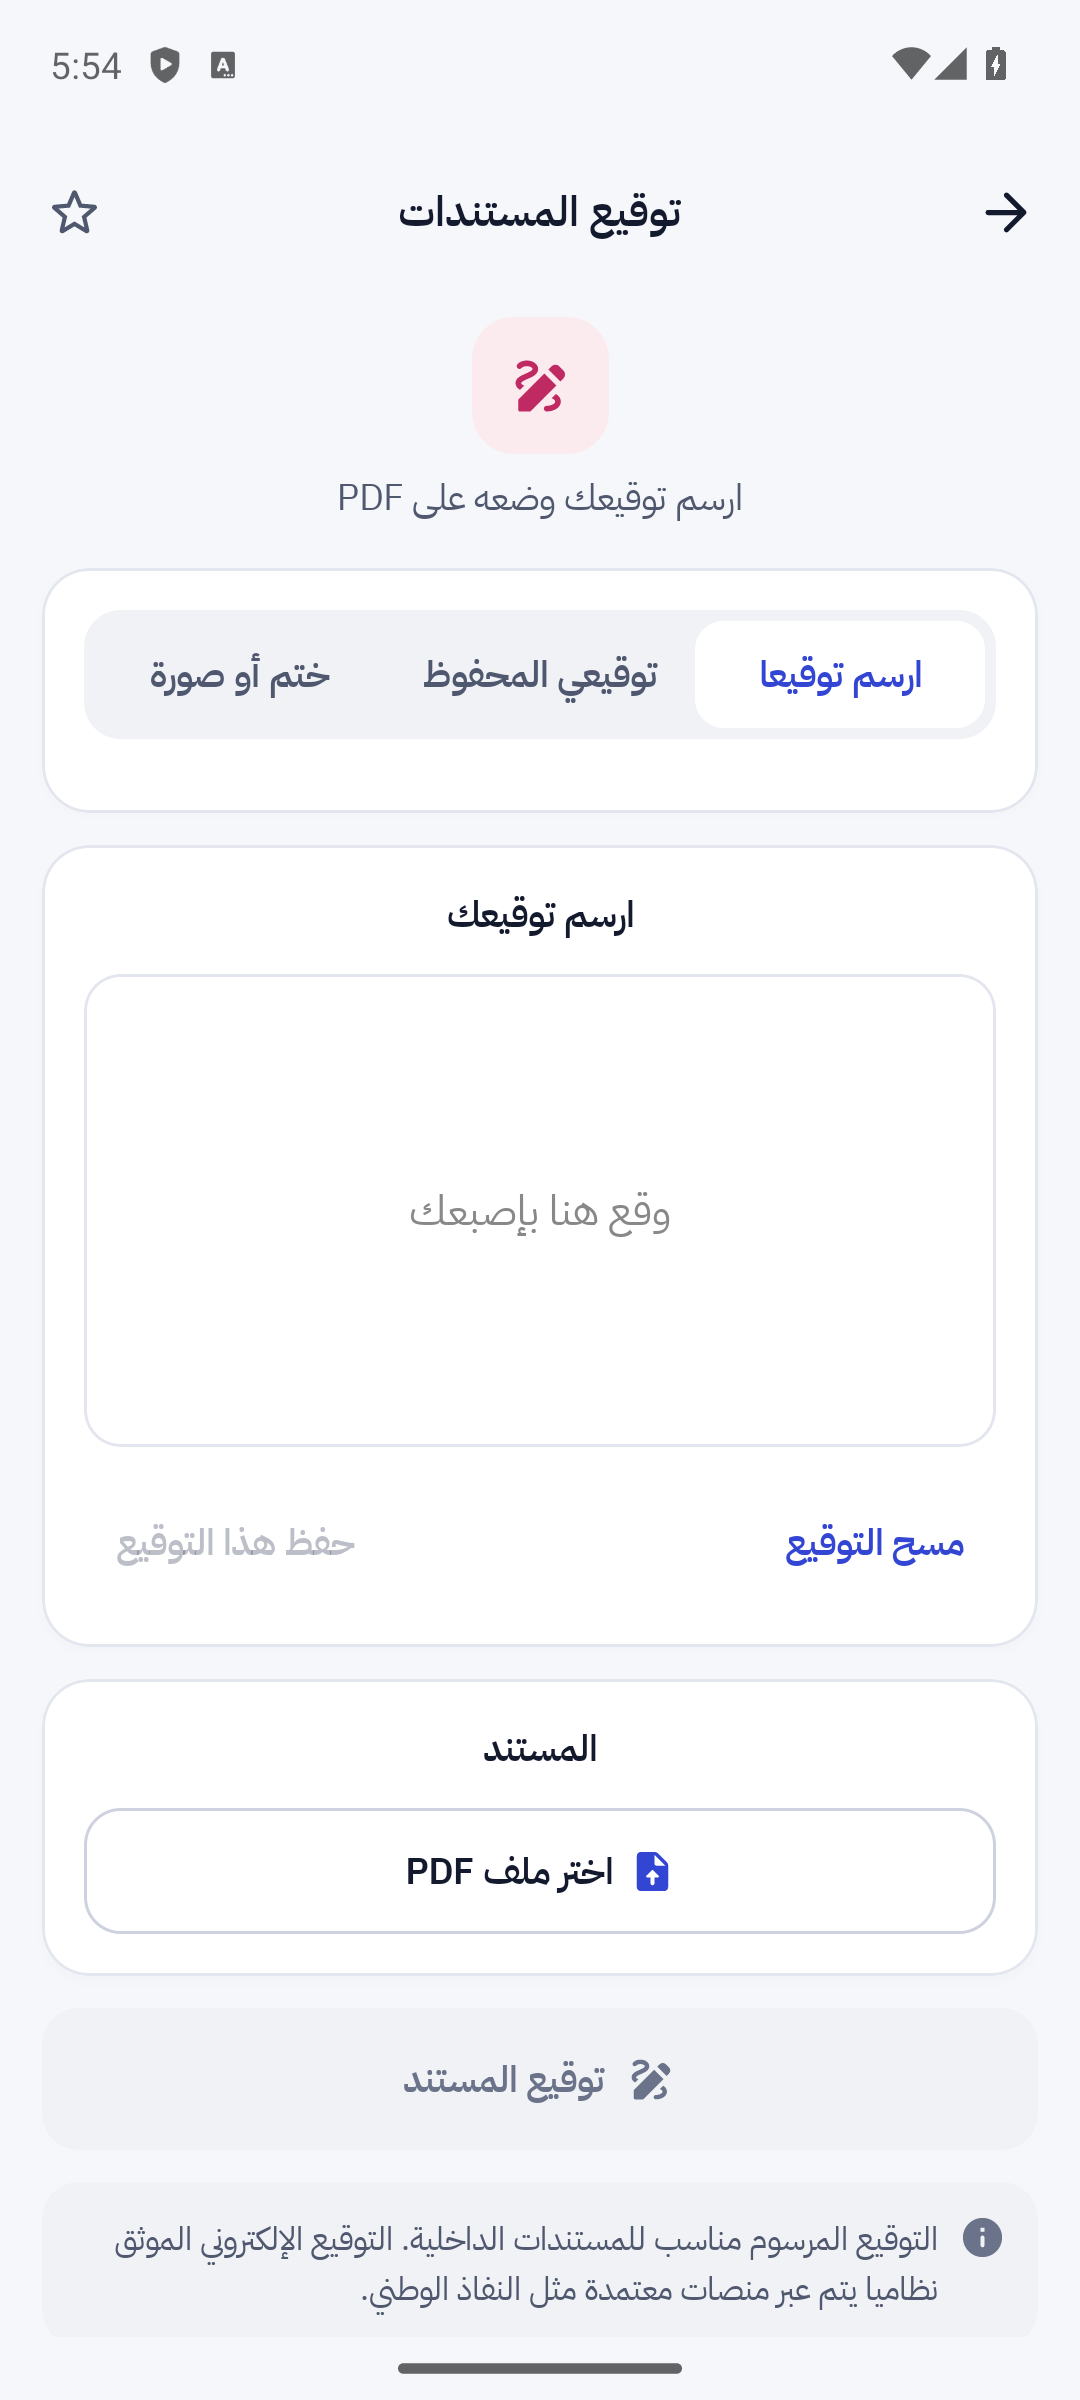 5:54
توقيع المستندات
ارسم توقيعك وضعه على PDF
ارسم توقيعا
توقيعي المحفوظ
ختم أو صورة
ارسم توقيعك
وقع هنا بإصبعك
مسح التوقيع
حفظ هذا التوقيع
المستند
اختر ملف PDF
توقيع المستند
التوقيع المرسوم مناسب للمستندات الداخلية. التوقيع الإلكتروني الموثق
نظاميا يتم عبر منصات معتمدة مثل النفاذ الوطني.